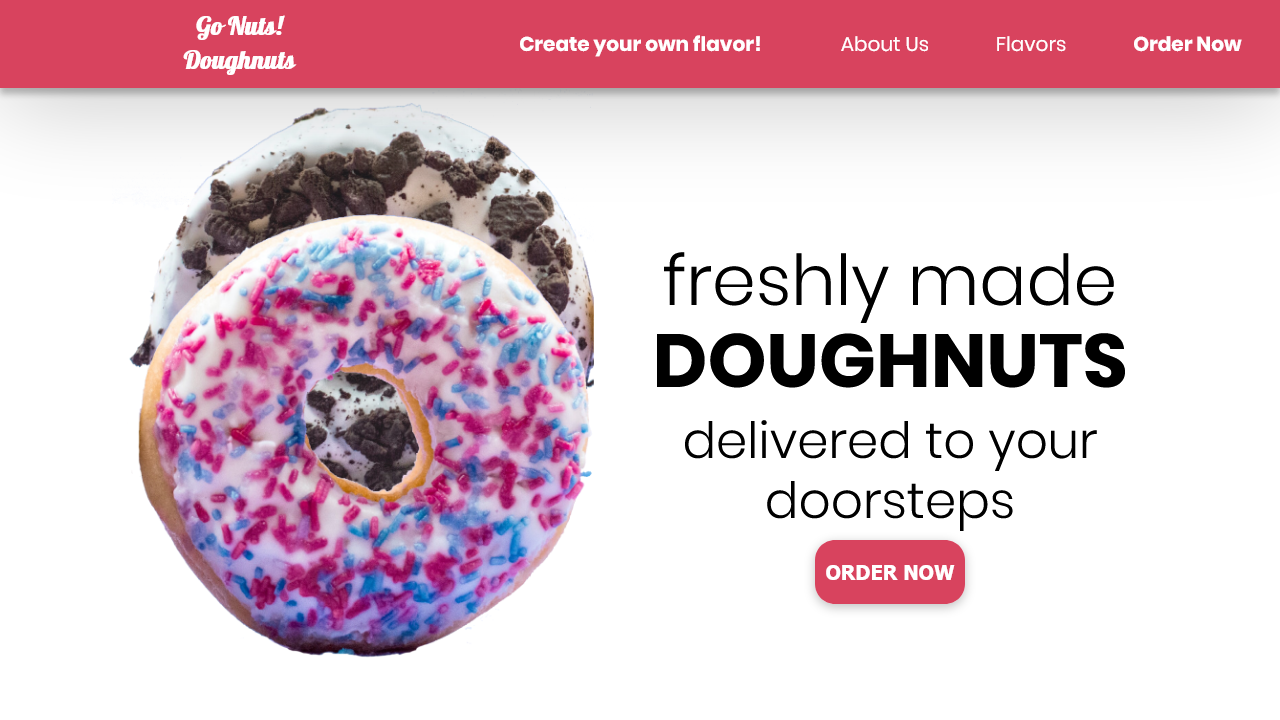 Go Nuts!
Doughnuts
Create your own flavor!
About Us
Flavors
Order Now
freshly made
DOUGHNUTS
delivered to your
doorsteps
ORDER NOW